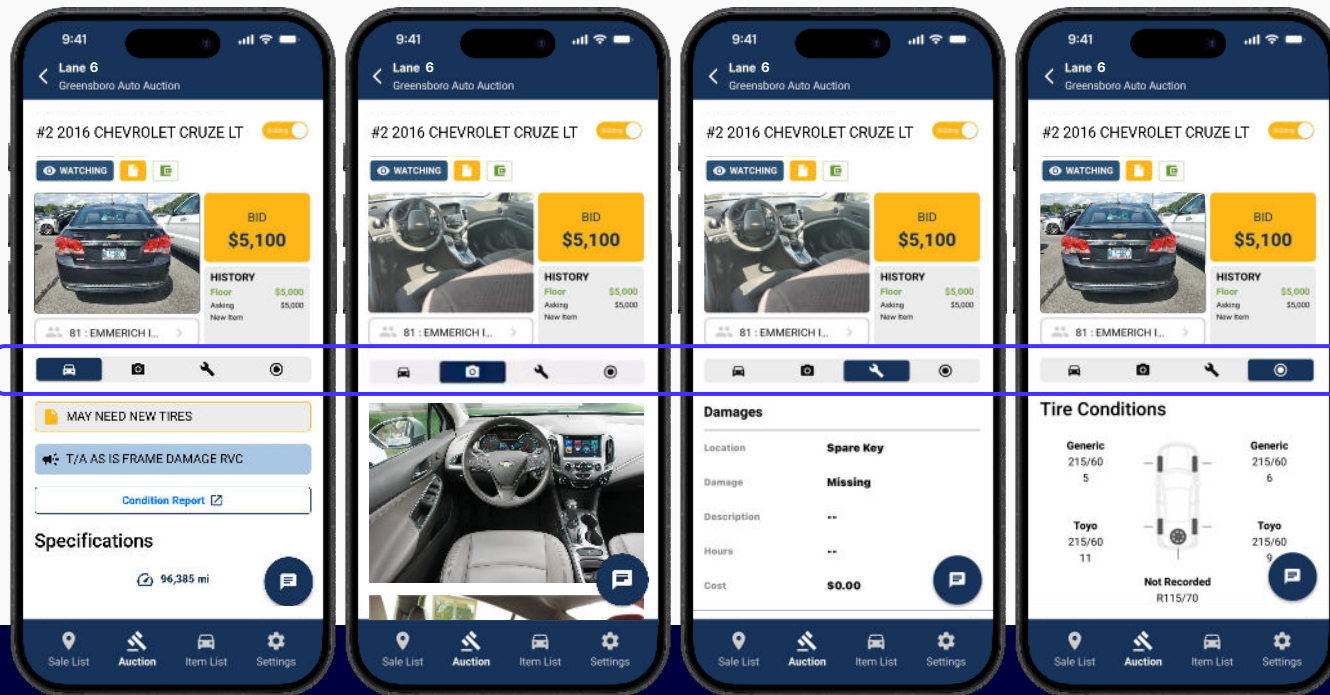 9:41
Lane 6
Greensboro Auto Auction
#2 2016 CHEVROLET CRUZE LT
Bidding
WATCHING
BID
$5,100
HISTORY
Floor $5,000
Asking $5,000
New Item
81 : EMMERICH I...
MAY NEED NEW TIRES
T/A AS IS FRAME DAMAGE RVC
Condition Report
Specifications
96,385 mi
Sale List Auction Item List Settings
9:41
Lane 6
Greensboro Auto Auction
#2 2016 CHEVROLET CRUZE LT
Bidding
WATCHING
BID
$5,100
HISTORY
Floor $5,000
Asking $5,000
New Item
81 : EMMERICH I...
Sale List Auction Item List Settings
9:41
Lane 6
Greensboro Auto Auction
#2 2016 CHEVROLET CRUZE LT
Bidding
WATCHING
BID
$5,100
HISTORY
Floor $5,000
Asking $5,000
New Item
81 : EMMERICH I...
Damages
Location Spare Key
Damage Missing
Description --
Hours --
Cost $0.00
Sale List Auction Item List Settings
9:41
Lane 6
Greensboro Auto Auction
#2 2016 CHEVROLET CRUZE LT
Bidding
WATCHING
BID
$5,100
HISTORY
Floor $5,000
Asking $5,000
New Item
81 : EMMERICH I...
Tire Conditions
Generic Generic
215/60 215/60
5 6
Toyo Toyo
215/60 215/60
11 9
Not Recorded
R115/70
Sale List Auction Item List Settings